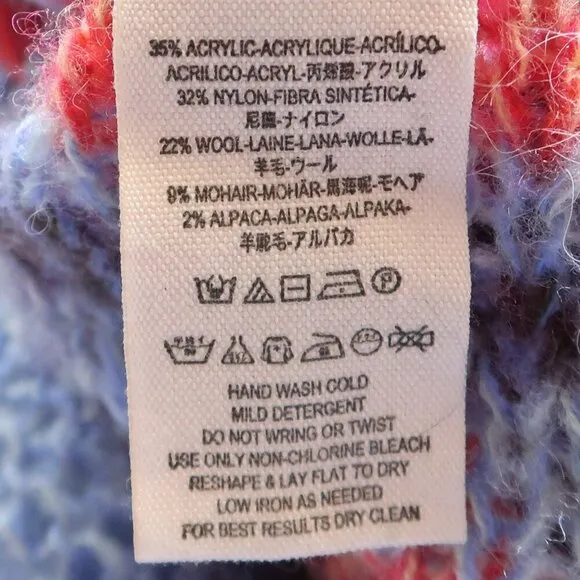 35% ACRYLIC-ACRYLIQUE-ACRÍLICO-
ACRILICO-ACRYL-丙烯酸-アクリル
32% NYLON-FIBRA SINTÉTICA-
尼龍-ナイロン
22% WOOL-LAINE-LANA-WOLLE-LÃ-
羊毛-ウール
9% MOHAIR-MOHÄR-馬海呢-モヘア
2% ALPACA-ALPAGA-ALPAKA-
羊駝毛-アルパカ
P
HAND WASH COLD
MILD DETERGENT
DO NOT WRING OR TWIST
USE ONLY NON-CHLORINE BLEACH
RESHAPE & LAY FLAT TO DRY
LOW IRON AS NEEDED
FOR BEST RESULTS DRY CLEAN